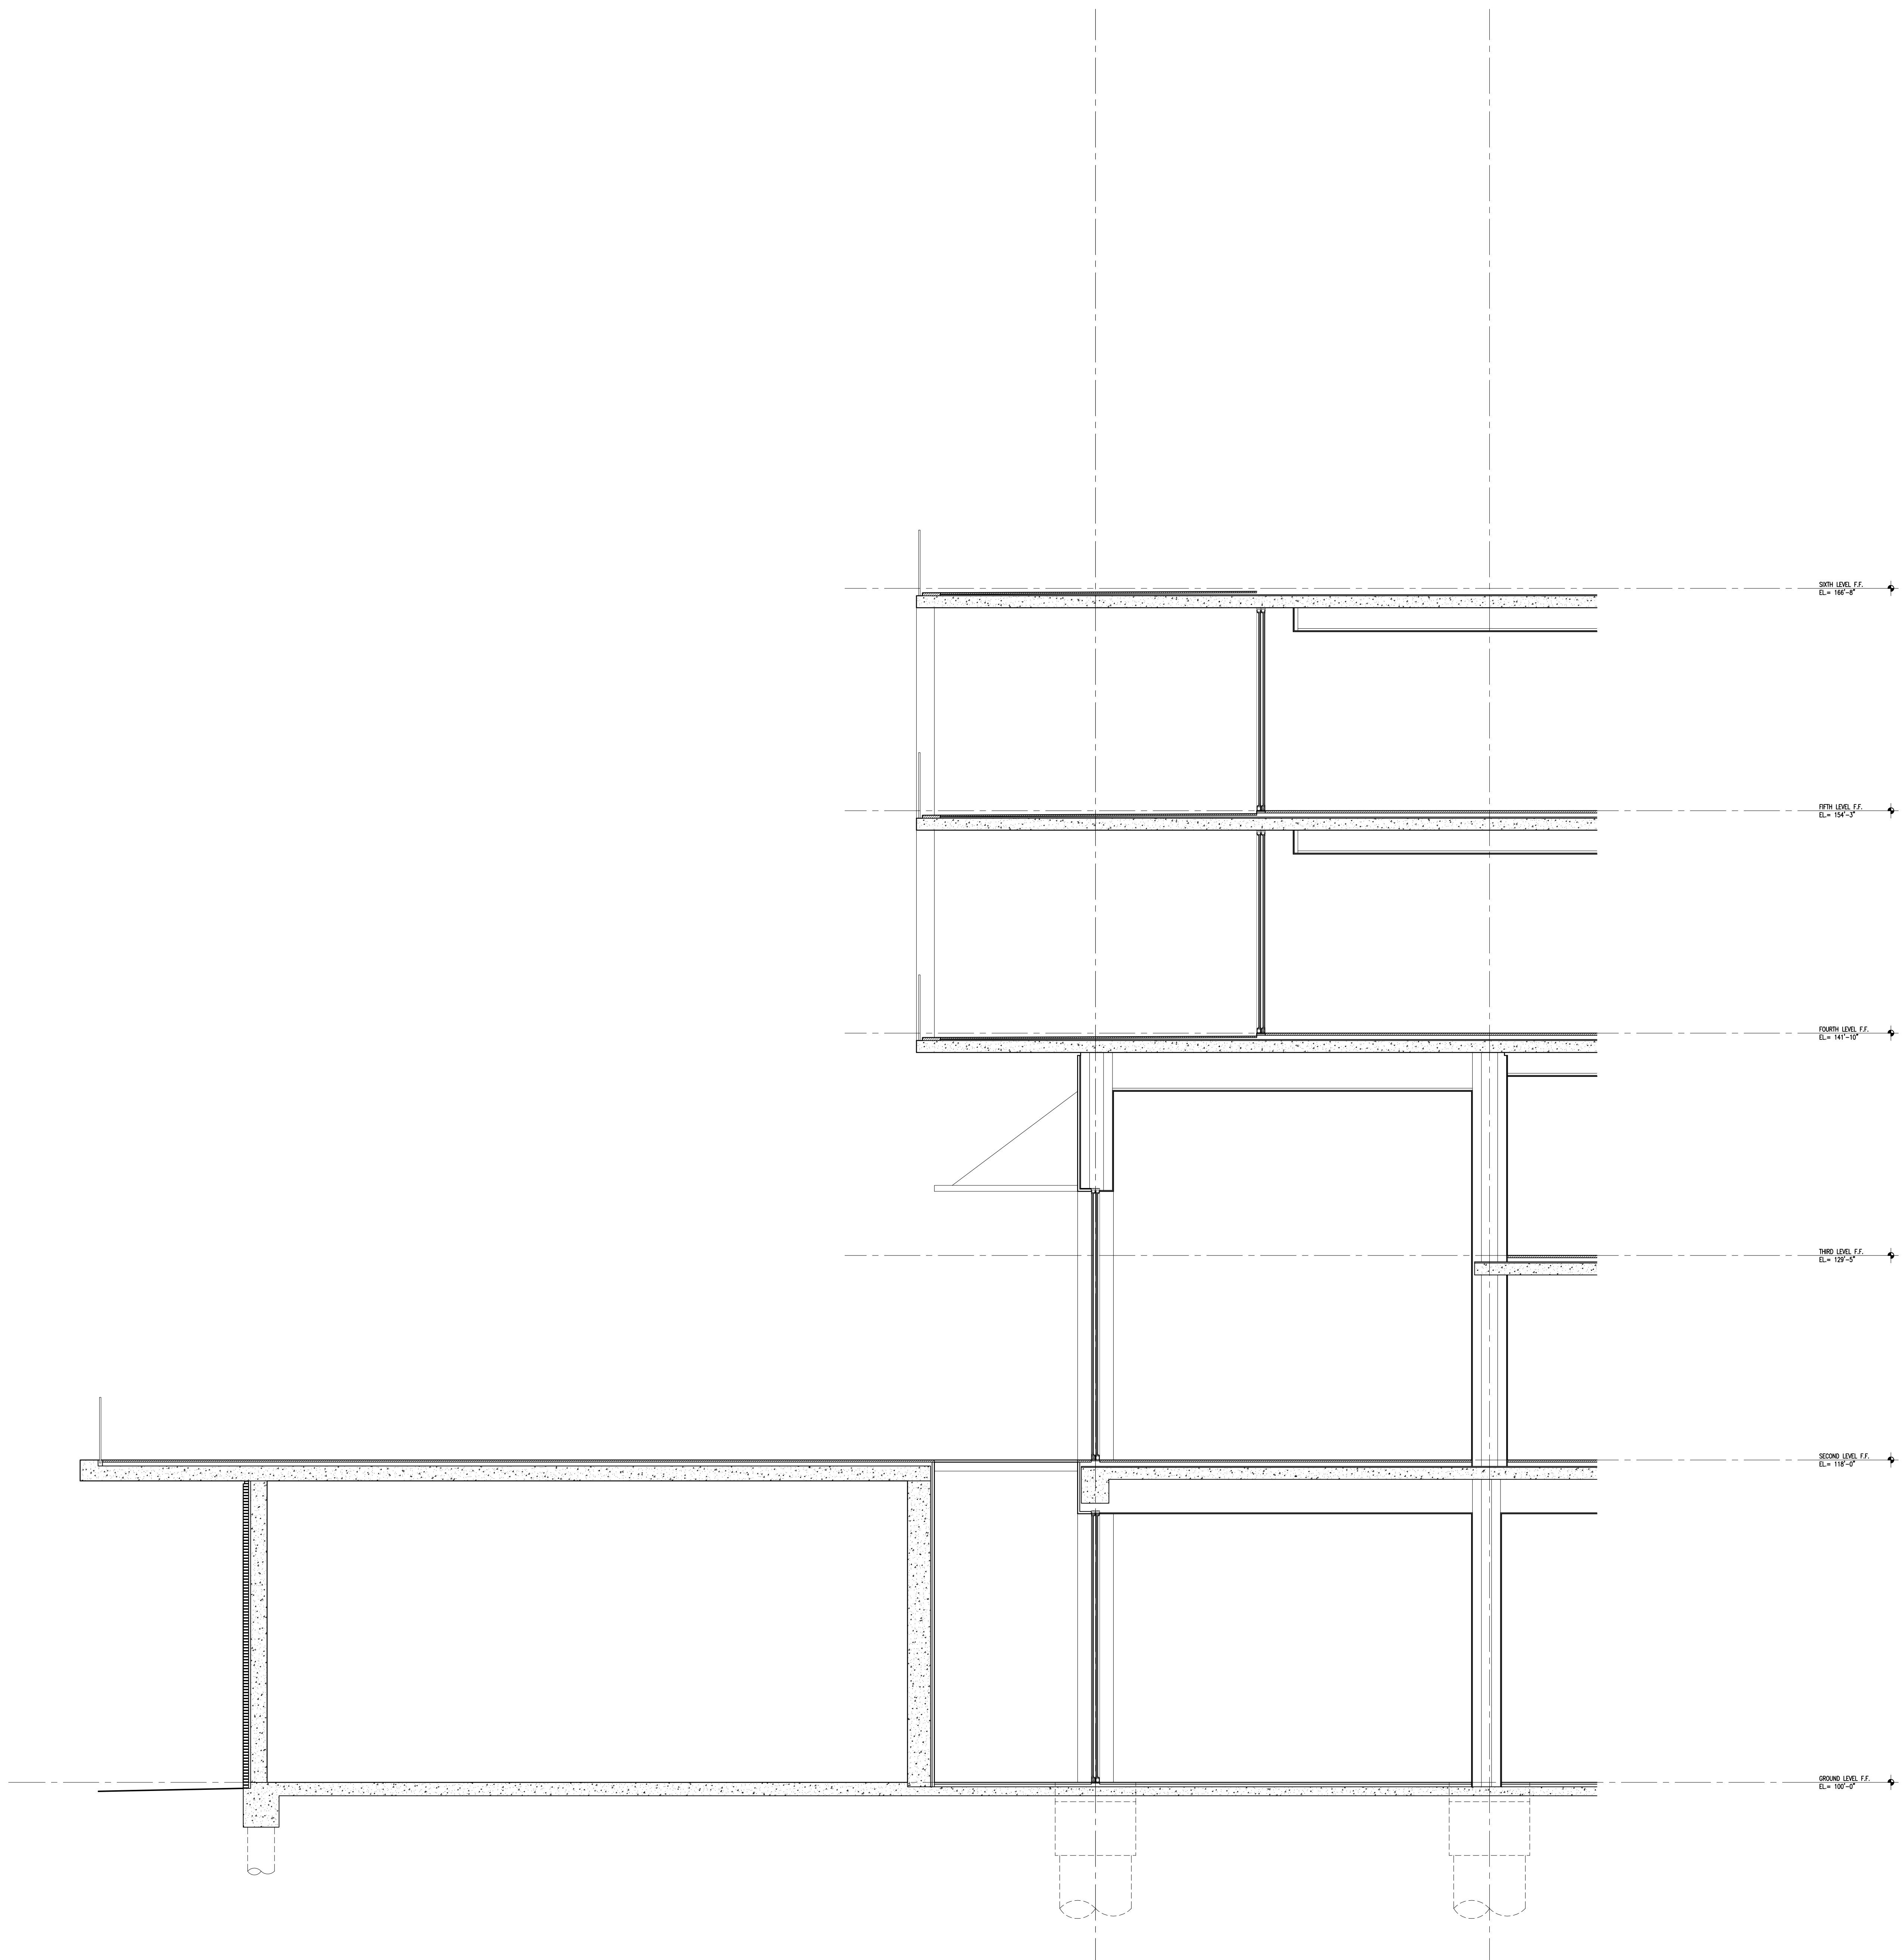 SIXTH LEVEL F.F.
EL.= 166'-8"
FIFTH LEVEL F.F.
EL.= 154'-3"
FOURTH LEVEL F.F.
EL.= 141'-10"
THIRD LEVEL F.F.
EL.= 129'-5"
SECOND LEVEL F.F.
EL.= 118'-0"
GROUND LEVEL F.F.
EL.= 100'-0"